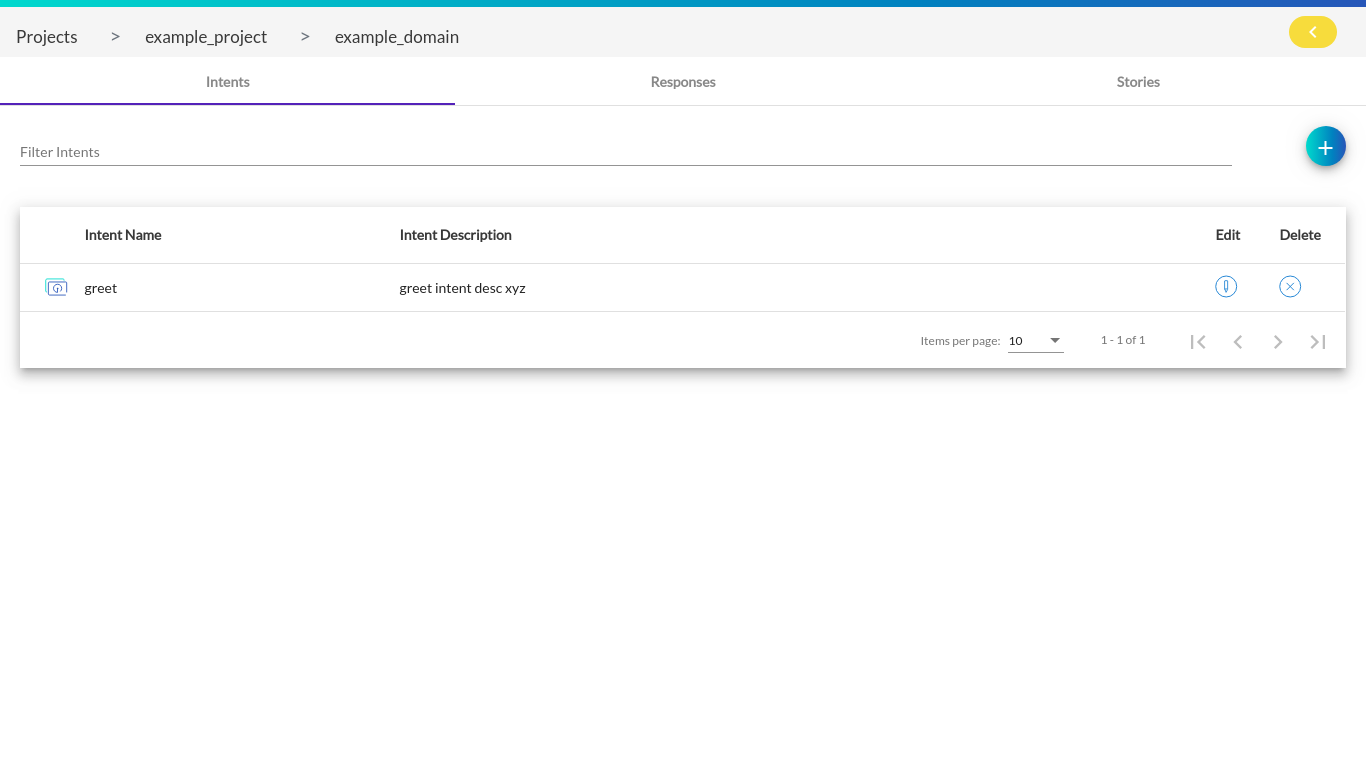 Projects > example_project > example_domain
Intents Responses Stories
Filter Intents
+
Intent Name Intent Description Edit Delete
greet greet intent desc xyz
Items per page: 10 1 - 1 of 1